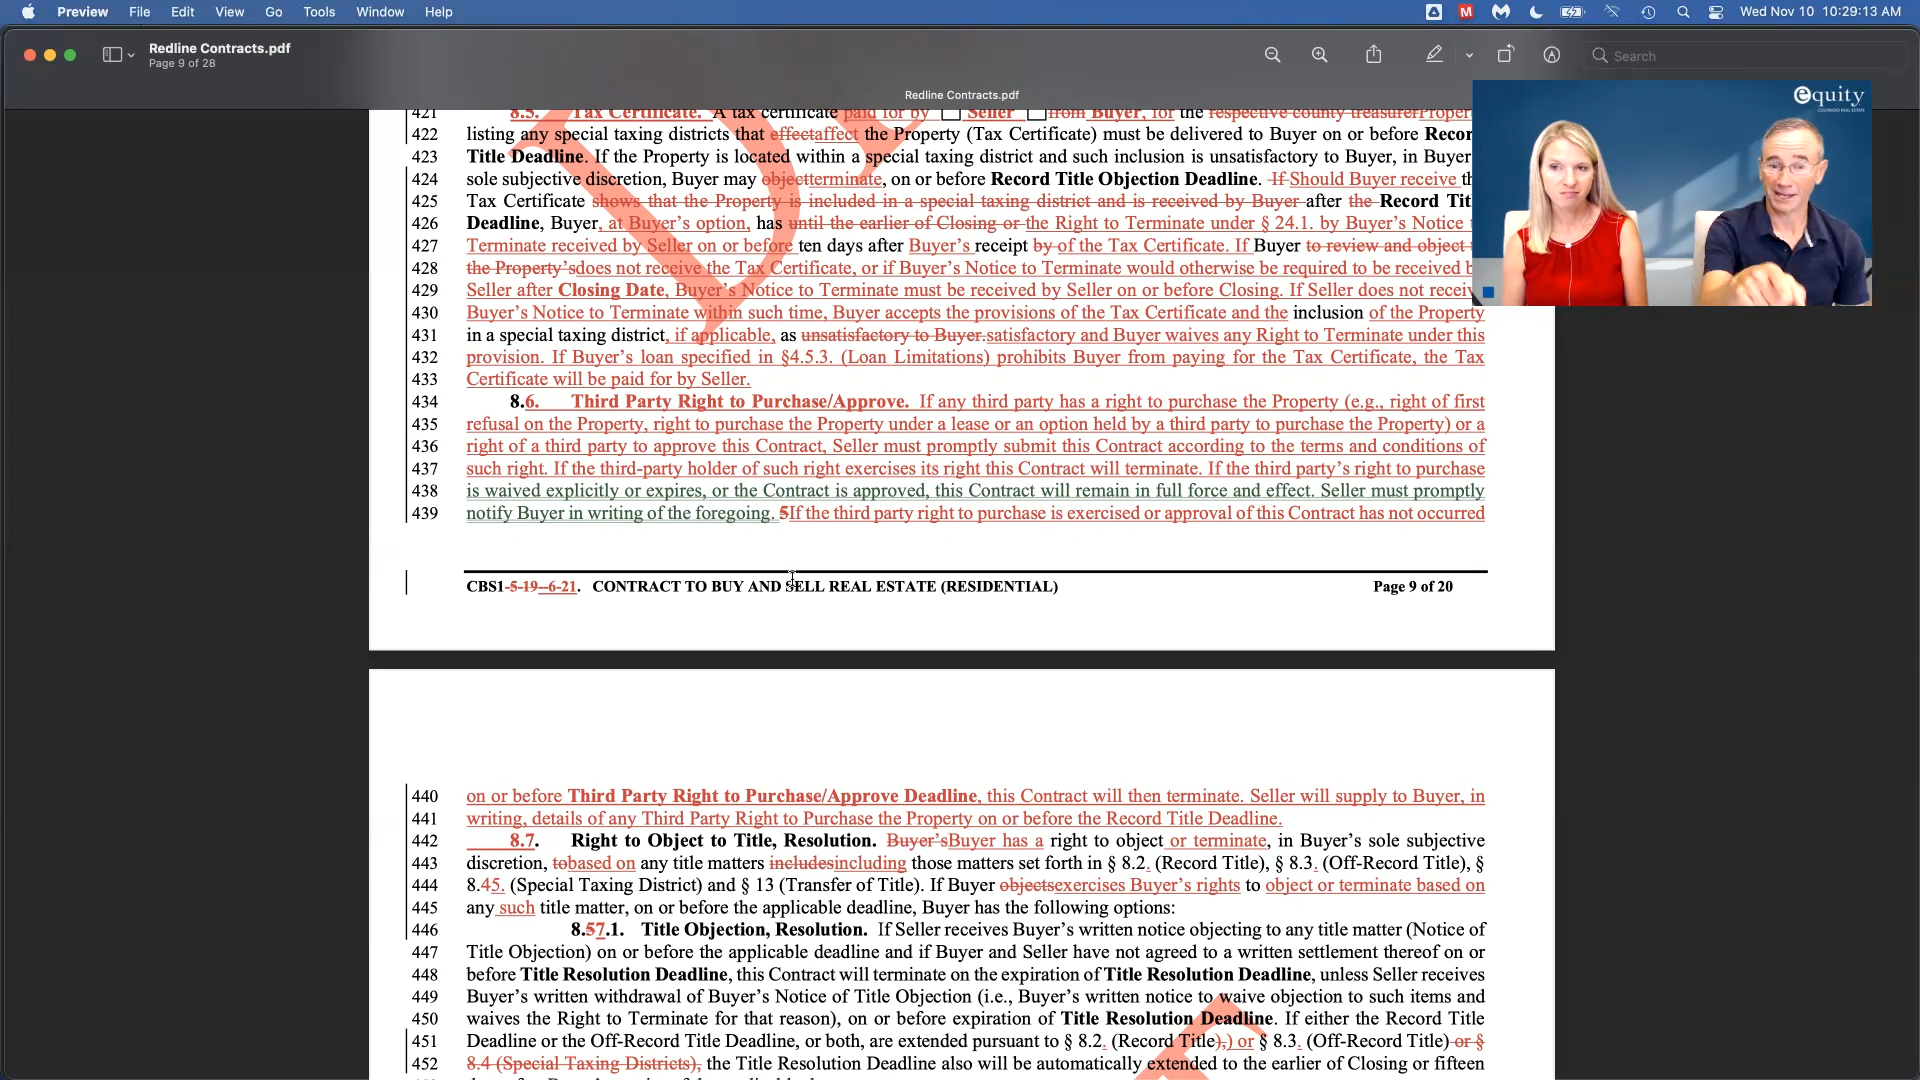 Preview File Edit View Go Tools Window Help
Wed Nov 10 10:29:13 AM
Redline Contracts.pdf
Page 9 of 28
Search
Redline Contracts.pdf
equity
COLORADO REAL ESTATE
421 8.5. Tax Certificate. A tax certificate paid for by Seller from Buyer, for the respective county treasurerPropert
422 listing any special taxing districts that effectaffect the Property (Tax Certificate) must be delivered to Buyer on or before Recor
423 Title Deadline. If the Property is located within a special taxing district and such inclusion is unsatisfactory to Buyer, in Buyer
424 sole subjective discretion, Buyer may objectterminate, on or before Record Title Objection Deadline. If Should Buyer receive th
425 Tax Certificate shows that the Property is included in a special taxing district and is received by Buyer after the Record Tit
426 Deadline, Buyer, at Buyer's option, has until the earlier of Closing or the Right to Terminate under § 24.1. by Buyer's Notice
427 Terminate received by Seller on or before ten days after Buyer's receipt by of the Tax Certificate. If Buyer to review and object
428 the Property'sdoes not receive the Tax Certificate, or if Buyer's Notice to Terminate would otherwise be required to be received b
429 Seller after Closing Date, Buyer's Notice to Terminate must be received by Seller on or before Closing. If Seller does not receiv
430 Buyer's Notice to Terminate within such time, Buyer accepts the provisions of the Tax Certificate and the inclusion of the Property
431 in a special taxing district, if applicable, as unsatisfactory to Buyer.satisfactory and Buyer waives any Right to Terminate under this
432 provision. If Buyer's loan specified in §4.5.3. (Loan Limitations) prohibits Buyer from paying for the Tax Certificate, the Tax
433 Certificate will be paid for by Seller.
434 8.6. Third Party Right to Purchase/Approve. If any third party has a right to purchase the Property (e.g., right of first
435 refusal on the Property, right to purchase the Property under a lease or an option held by a third party to purchase the Property) or a
436 right of a third party to approve this Contract, Seller must promptly submit this Contract according to the terms and conditions of
437 such right. If the third-party holder of such right exercises its right this Contract will terminate. If the third party's right to purchase
438 is waived explicitly or expires, or the Contract is approved, this Contract will remain in full force and effect. Seller must promptly
439 notify Buyer in writing of the foregoing. 5If the third party right to purchase is exercised or approval of this Contract has not occurred
CBS1-5-19--6-21. CONTRACT TO BUY AND SELL REAL ESTATE (RESIDENTIAL) Page 9 of 20
440 on or before Third Party Right to Purchase/Approve Deadline, this Contract will then terminate. Seller will supply to Buyer, in
441 writing, details of any Third Party Right to Purchase the Property on or before the Record Title Deadline.
442 8.7. Right to Object to Title, Resolution. Buyer'sBuyer has a right to object or terminate, in Buyer's sole subjective
443 discretion, tobased on any title matters includesincluding those matters set forth in § 8.2. (Record Title), § 8.3. (Off-Record Title), §
444 8.45. (Special Taxing District) and § 13 (Transfer of Title). If Buyer objectsexercises Buyer's rights to object or terminate based on
445 any such title matter, on or before the applicable deadline, Buyer has the following options:
446 8.57.1. Title Objection, Resolution. If Seller receives Buyer's written notice objecting to any title matter (Notice of
447 Title Objection) on or before the applicable deadline and if Buyer and Seller have not agreed to a written settlement thereof on or
448 before Title Resolution Deadline, this Contract will terminate on the expiration of Title Resolution Deadline, unless Seller receives
449 Buyer's written withdrawal of Buyer's Notice of Title Objection (i.e., Buyer's written notice to waive objection to such items and
450 waives the Right to Terminate for that reason), on or before expiration of Title Resolution Deadline. If either the Record Title
451 Deadline or the Off-Record Title Deadline, or both, are extended pursuant to § 8.2. (Record Title),) or § 8.3. (Off-Record Title) or §
452 8.4 (Special Taxing Districts), the Title Resolution Deadline also will be automatically extended to the earlier of Closing or fifteen